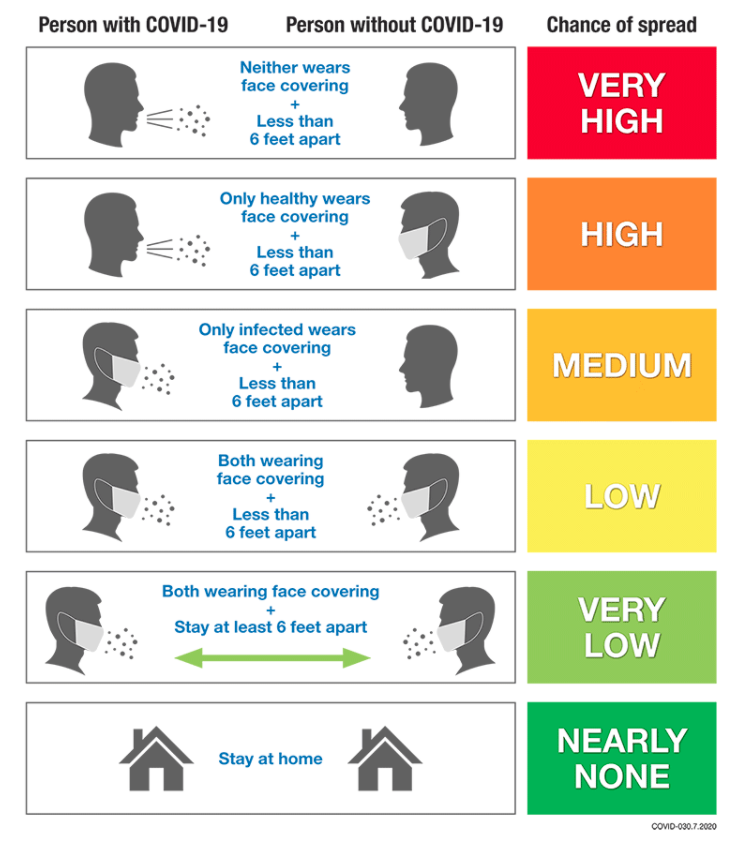 Person with COVID-19
Person without COVID-19
Chance of spread
Neither wears
face covering
+
Less than
6 feet apart
VERY
HIGH
Only healthy wears
face covering
+
Less than
6 feet apart
HIGH
Only infected wears
face covering
+
Less than
6 feet apart
MEDIUM
Both wearing
face covering
+
Less than
6 feet apart
LOW
Both wearing face covering
+
Stay at least 6 feet apart
VERY
LOW
Stay at home
NEARLY
NONE
COVID-030.7.2020